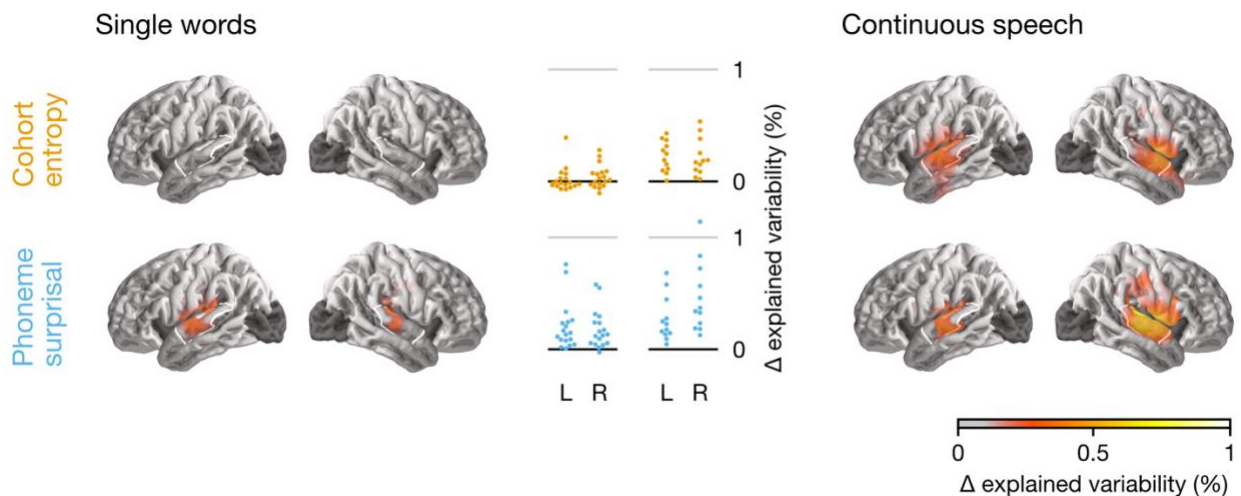 Single words
Continuous speech
Cohort
entropy
Phoneme
surprisal
1
0
1
0
Δ explained variability (%)
L R L R
0 0.5 1
Δ explained variability (%)